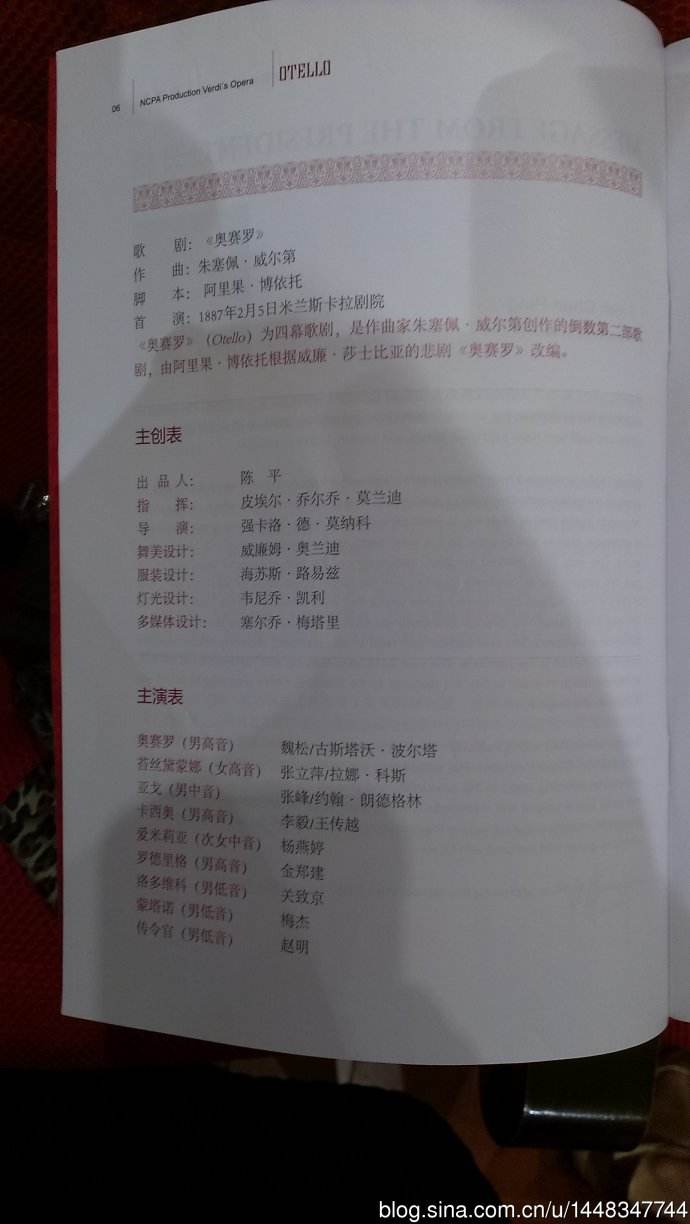 06 NCPA Production Verdi's Opera OTELLO
歌 剧：《奥赛罗》
作 曲：朱塞佩·威尔第
脚 本：阿里果·博依托
首 演：1887年2月5日米兰斯卡拉剧院
《奥赛罗》（Otello）为四幕歌剧，是作曲家朱塞佩·威尔第创作的倒数第二部歌
剧，由阿里果·博依托根据威廉·莎士比亚的悲剧《奥赛罗》改编。
主创表
出 品 人： 陈 平
指 挥： 皮埃尔·乔尔乔·莫兰迪
导 演： 强卡洛·德·莫纳科
舞美设计： 威廉姆·奥兰迪
服装设计： 海苏斯·路易兹
灯光设计： 韦尼乔·凯利
多媒体设计： 塞尔乔·梅塔里
主演表
奥赛罗（男高音） 魏松/古斯塔沃·波尔塔
苔丝黛蒙娜（女高音） 张立萍/拉娜·科斯
亚戈（男中音） 张峰/约翰·朗德格林
卡西奥（男高音） 李毅/王传越
爱米莉亚（次女中音） 杨燕婷
罗德里格（男高音） 金郑建
洛多维科（男低音） 关致京
蒙塔诺（男低音） 梅杰
传令官（男低音） 赵明
blog.sina.com.cn/u/1448347744